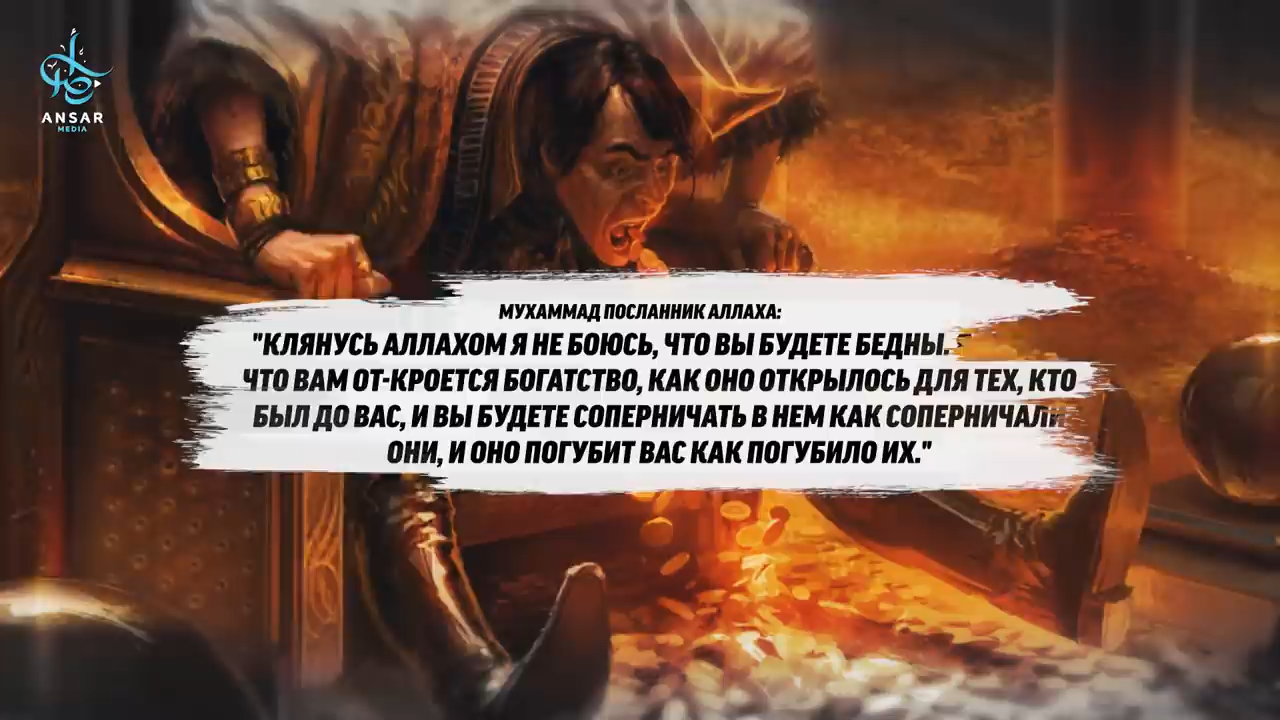 ANSAR
MEDIA
МУХАММАД ПОСЛАННИК АЛЛАХА:
"КЛЯНУСЬ АЛЛАХОМ Я НЕ БОЮСЬ, ЧТО ВЫ БУДЕТЕ БЕДНЫ.
ЧТО ВАМ ОТ-КРОЕТСЯ БОГАТСТВО, КАК ОНО ОТКРЫЛОСЬ ДЛЯ ТЕХ, КТО
БЫЛ ДО ВАС, И ВЫ БУДЕТЕ СОПЕРНИЧАТЬ В НЕМ КАК СОПЕРНИЧАЛИ
ОНИ, И ОНО ПОГУБИТ ВАС КАК ПОГУБИЛО ИХ."